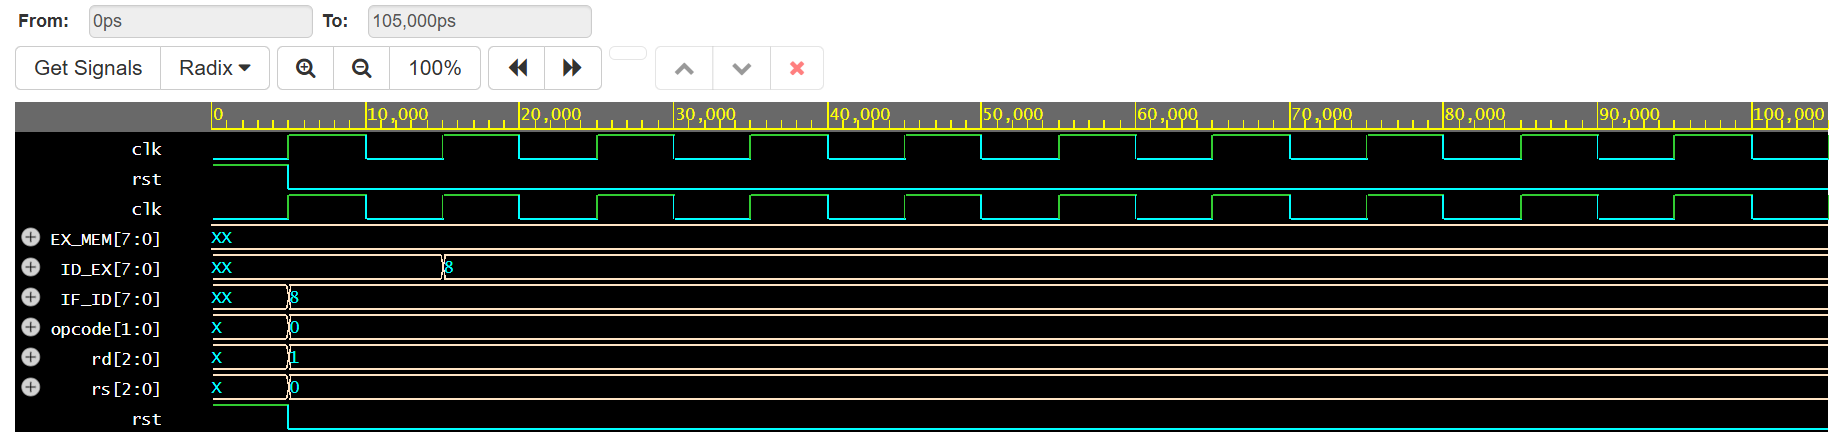 From: 0ps To: 105,000ps
Get Signals Radix 100%
0 10,000 20,000 30,000 40,000 50,000 60,000 70,000 80,000 90,000 100,000
clk
rst
clk
EX_MEM[7:0] XX
ID_EX[7:0] XX 8
IF_ID[7:0] XX 8
opcode[1:0] X 0
rd[2:0] X 1
rs[2:0] X 0
rst